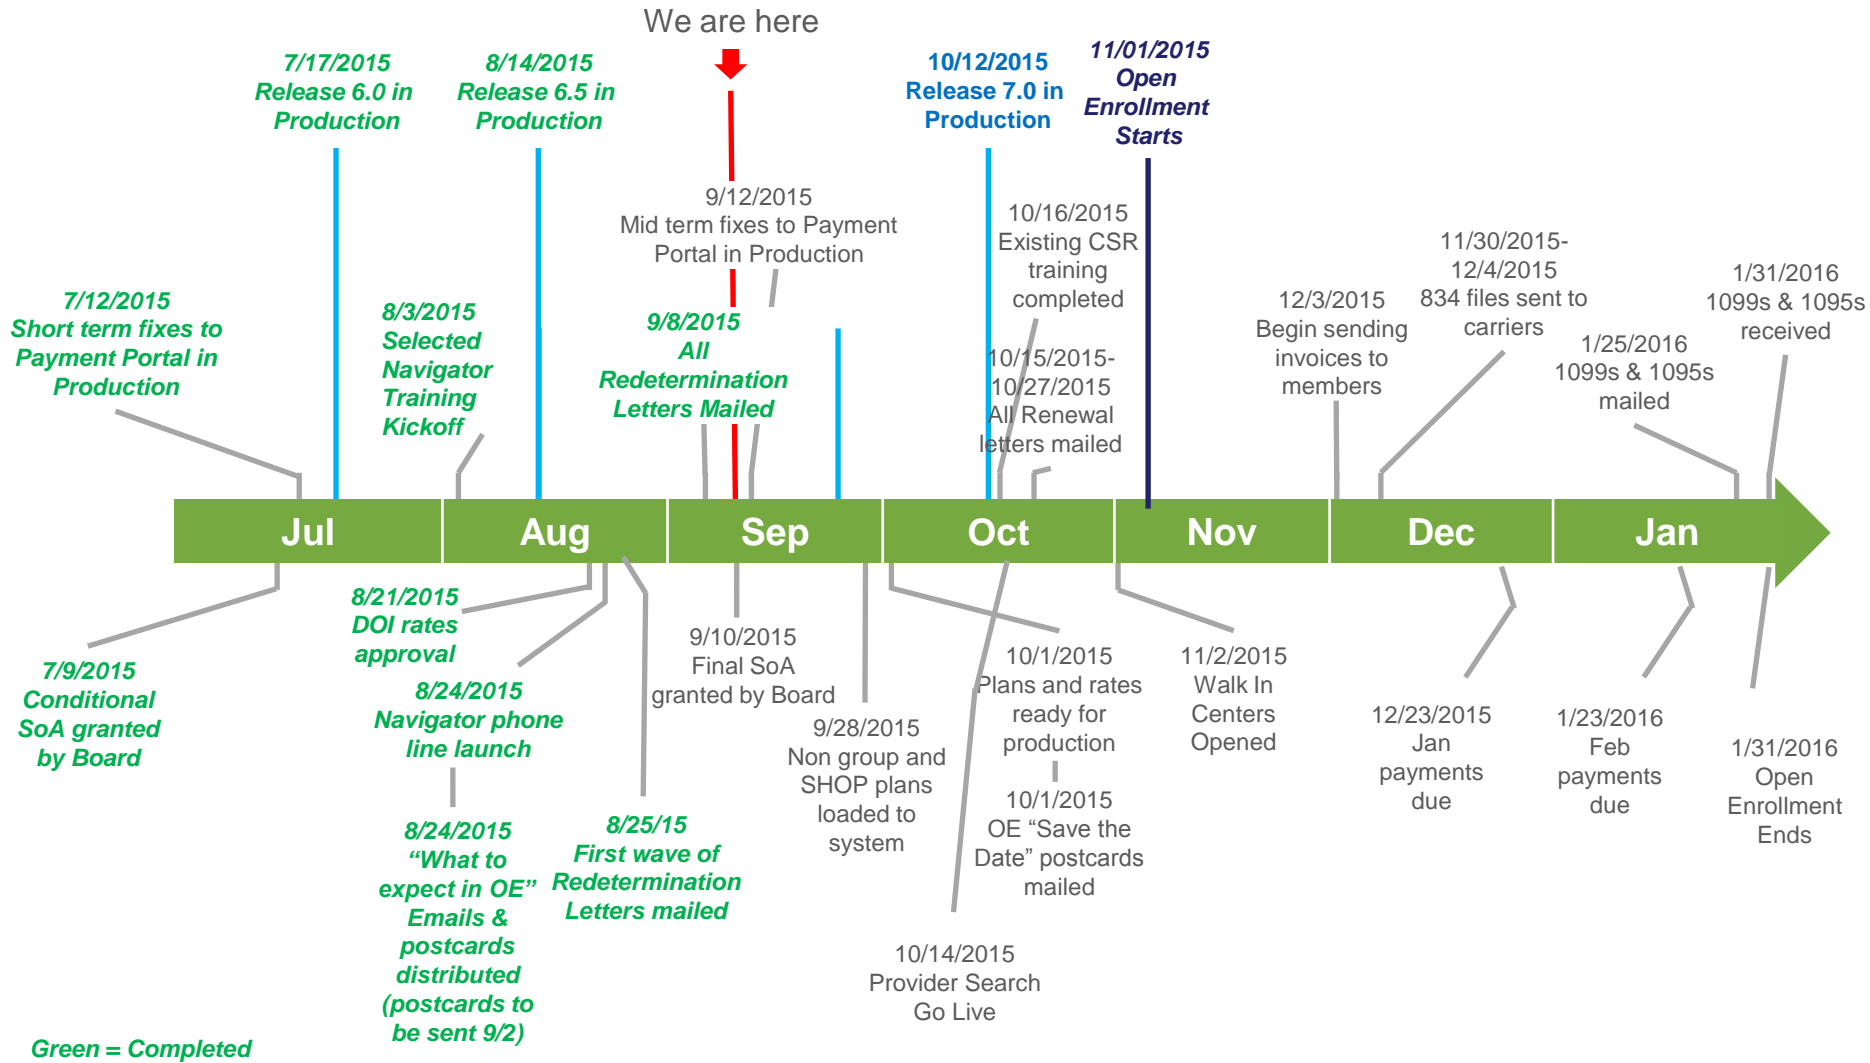 We are here
7/17/2015
Release 6.0 in
Production
8/14/2015
Release 6.5 in
Production
10/12/2015
Release 7.0 in
Production
11/01/2015
Open
Enrollment
Starts
9/12/2015
Mid term fixes to Payment
Portal in Production
10/16/2015
Existing CSR
training
completed
7/12/2015
Short term fixes to
Payment Portal in
Production
8/3/2015
Selected
Navigator
Training
Kickoff
9/8/2015
All
Redetermination
Letters Mailed
10/15/2015-
10/27/2015
All Renewal
letters mailed
12/3/2015
Begin sending
invoices to
members
11/30/2015-
12/4/2015
834 files sent to
carriers
1/25/2016
1099s & 1095s
mailed
1/31/2016
1099s & 1095s
received
Jul
Aug
Sep
Oct
Nov
Dec
Jan
7/9/2015
Conditional
SoA granted
by Board
8/21/2015
DOI rates
approval
8/24/2015
Navigator phone
line launch
8/24/2015
“What to
expect in OE”
Emails &
postcards
distributed
(postcards to
be sent 9/2)
8/25/15
First wave of
Redetermination
Letters mailed
9/10/2015
Final SoA
granted by Board
9/28/2015
Non group and
SHOP plans
loaded to
system
10/14/2015
Provider Search
Go Live
10/1/2015
Plans and rates
ready for
production
10/1/2015
OE “Save the
Date” postcards
mailed
11/2/2015
Walk In
Centers
Opened
12/23/2015
Jan
payments
due
1/23/2016
Feb
payments
due
1/31/2016
Open
Enrollment
Ends
Green = Completed